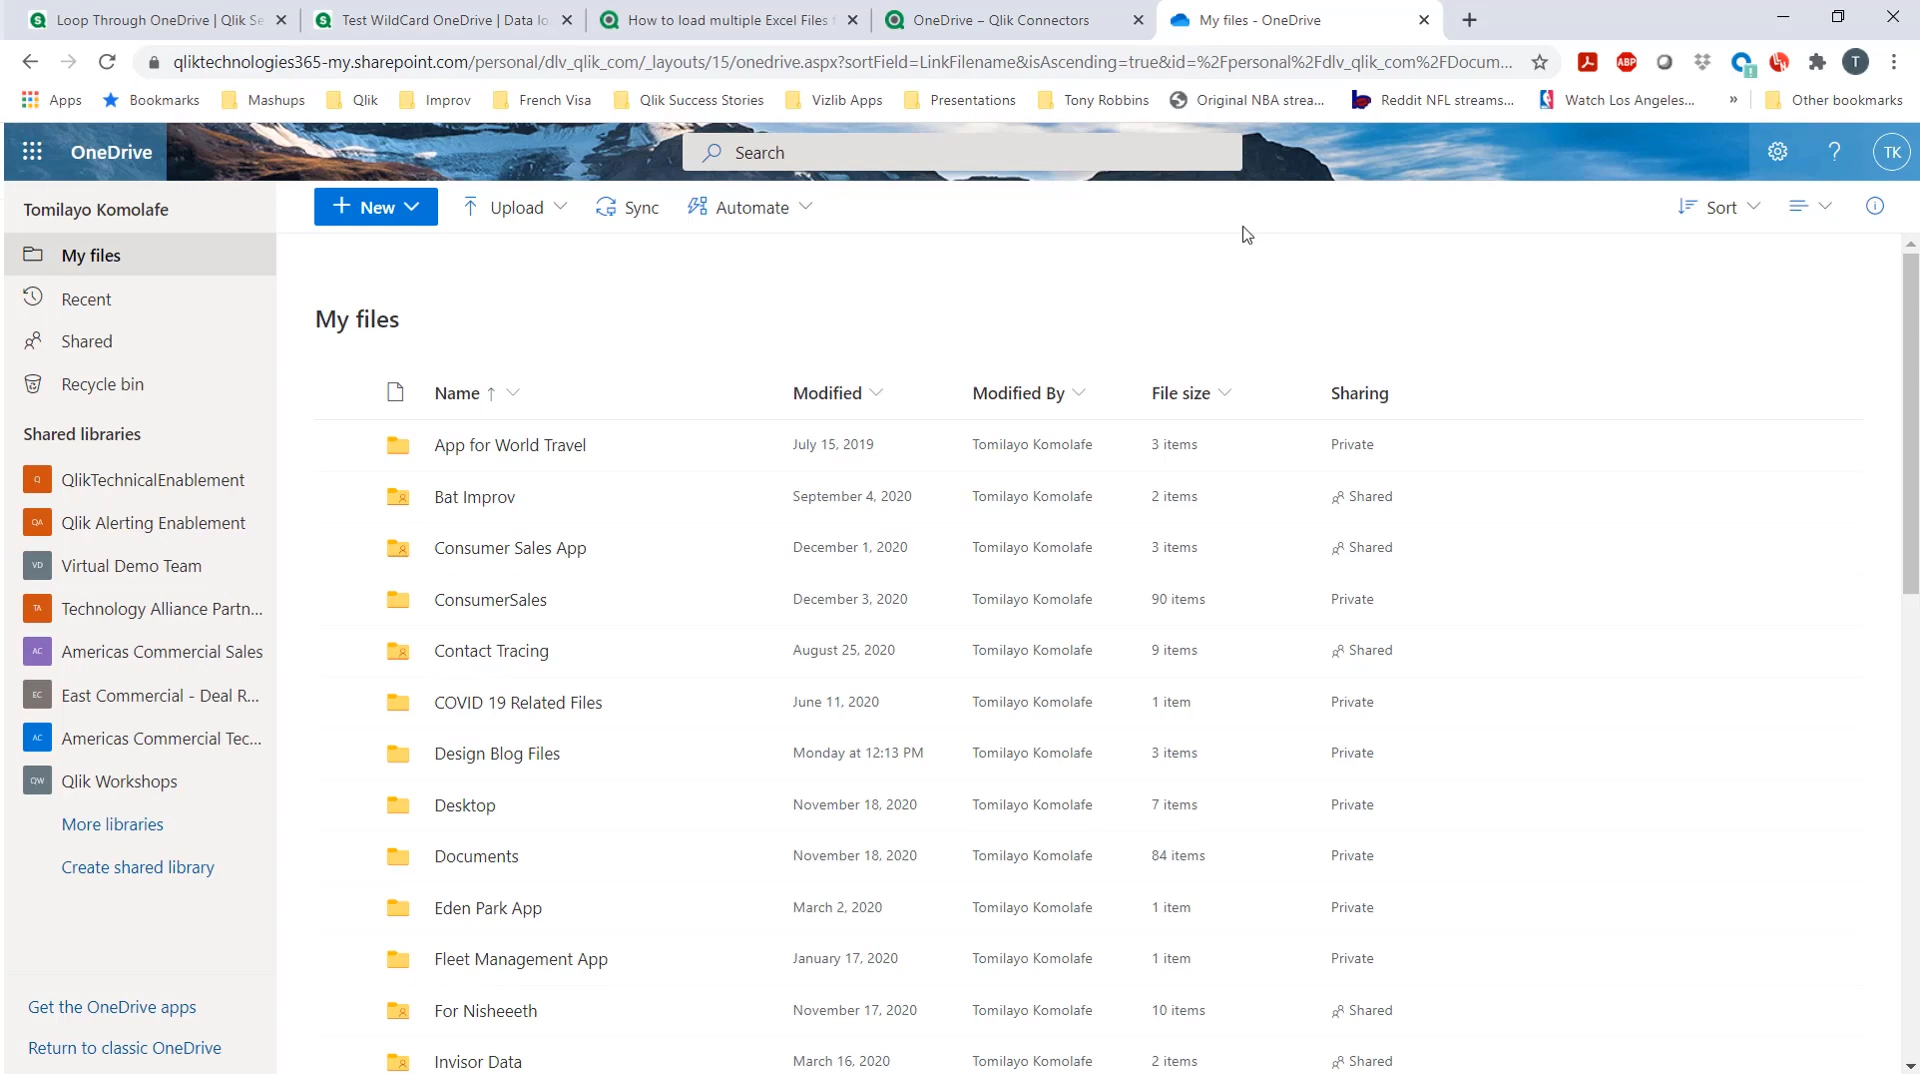 Loop Through OneDrive | Qlik Se
Test WildCard OneDrive | Data lo
How to load multiple Excel Files f
OneDrive – Qlik Connectors
My files - OneDrive
qliktechnologies365-my.sharepoint.com/personal/dlv_qlik_com/_layouts/15/onedrive.aspx?sortField=LinkFilename&isAscending=true&id=%2Fpersonal%2Fdlv_qlik_com%2FDocum...
ABP
T
Apps
Bookmarks
Mashups
Qlik
Improv
French Visa
Qlik Success Stories
Vizlib Apps
Presentations
Tony Robbins
Original NBA strea...
Reddit NFL streams...
Watch Los Angeles...
»
Other bookmarks
OneDrive
Search
?
TK
Tomilayo Komolafe
+ New
Upload
Sync
Automate
Sort
My files
Recent
Shared
Recycle bin
Shared libraries
Q QlikTechnicalEnablement
QA Qlik Alerting Enablement
VD Virtual Demo Team
TA Technology Alliance Partn...
AC Americas Commercial Sales
EC East Commercial - Deal R...
AC Americas Commercial Tec...
QW Qlik Workshops
More libraries
Create shared library
Get the OneDrive apps
Return to classic OneDrive
My files
Name ↑ Modified Modified By File size Sharing
App for World Travel July 15, 2019 Tomilayo Komolafe 3 items Private
Bat Improv September 4, 2020 Tomilayo Komolafe 2 items Shared
Consumer Sales App December 1, 2020 Tomilayo Komolafe 3 items Shared
ConsumerSales December 3, 2020 Tomilayo Komolafe 90 items Private
Contact Tracing August 25, 2020 Tomilayo Komolafe 9 items Shared
COVID 19 Related Files June 11, 2020 Tomilayo Komolafe 1 item Private
Design Blog Files Monday at 12:13 PM Tomilayo Komolafe 3 items Private
Desktop November 18, 2020 Tomilayo Komolafe 7 items Private
Documents November 18, 2020 Tomilayo Komolafe 84 items Private
Eden Park App March 2, 2020 Tomilayo Komolafe 1 item Private
Fleet Management App January 17, 2020 Tomilayo Komolafe 1 item Private
For Nisheeeth November 17, 2020 Tomilayo Komolafe 10 items Shared
Invisor Data March 16, 2020 Tomilayo Komolafe 2 items Shared